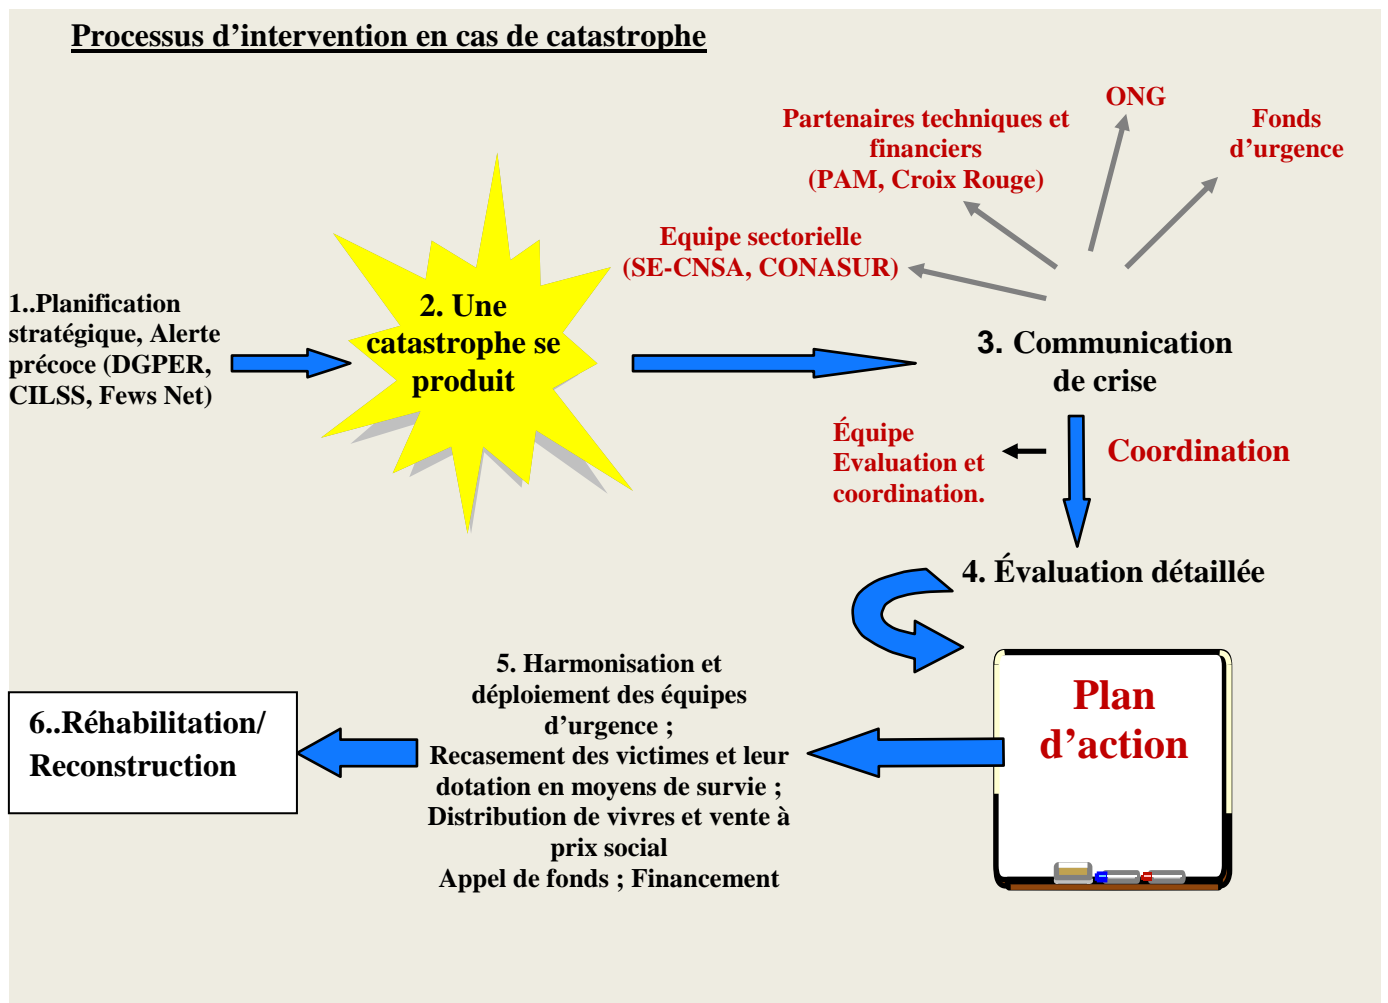 Processus d’intervention en cas de catastrophe
ONG
Partenaires techniques et
financiers
(PAM, Croix Rouge)
Fonds
d’urgence
Equipe sectorielle
(SE-CNSA, CONASUR)
1..Planification
stratégique, Alerte
précoce (DGPER,
CILSS, Fews Net)
2. Une
catastrophe se
produit
3. Communication
de crise
Équipe
Evaluation et
coordination.
Coordination
4. Évaluation détaillée
Plan
d’action
5. Harmonisation et
déploiement des équipes
d’urgence ;
Recasement des victimes et leur
dotation en moyens de survie ;
Distribution de vivres et vente à
prix social
Appel de fonds ; Financement
6..Réhabilitation/
Reconstruction